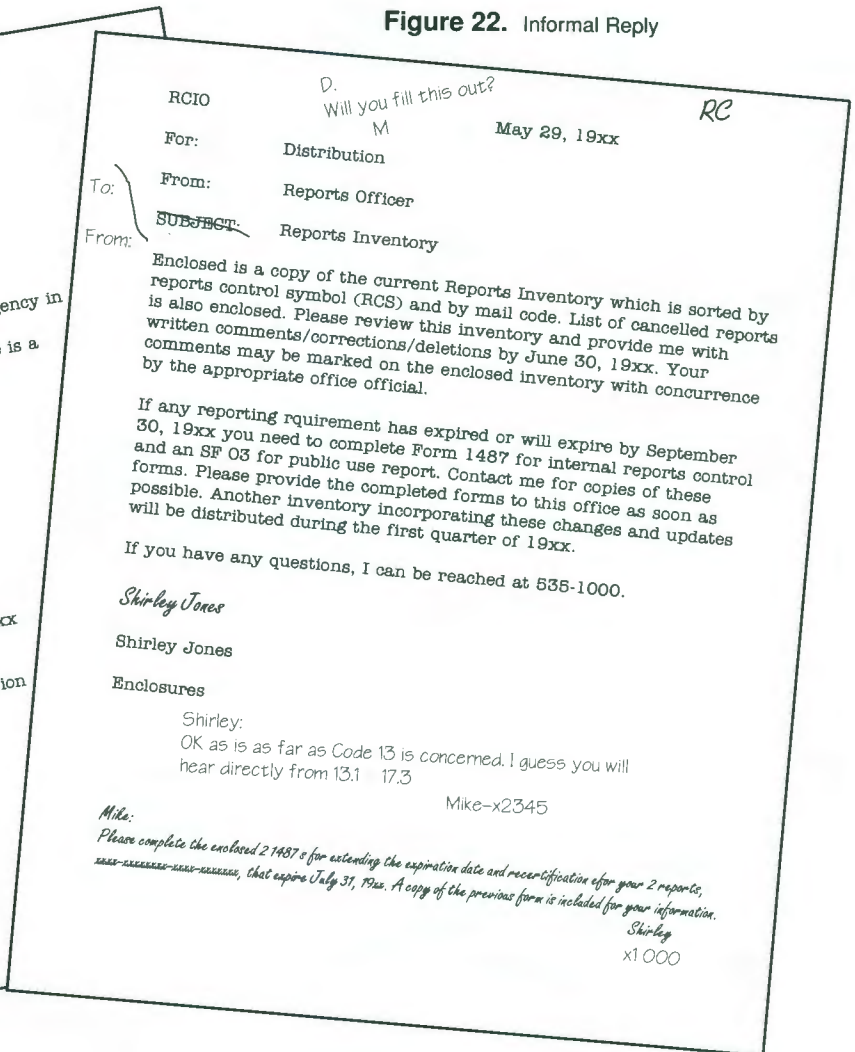 Figure 22. Informal Reply
RCIO
D.
Will you fill this out?
M
RC
May 29, 19xx
For: Distribution
To:
From: Reports Officer
From:
SUBJECT: Reports Inventory
Enclosed is a copy of the current Reports Inventory which is sorted by
reports control symbol (RCS) and by mail code. List of cancelled reports
is also enclosed. Please review this inventory and provide me with
written comments/corrections/deletions by June 30, 19xx. Your
comments may be marked on the enclosed inventory with concurrence
by the appropriate office official.
If any reporting rquirement has expired or will expire by September
30, 19xx you need to complete Form 1487 for internal reports control
and an SF 03 for public use report. Contact me for copies of these
forms. Please provide the completed forms to this office as soon as
possible. Another inventory incorporating these changes and updates
will be distributed during the first quarter of 19xx.
If you have any questions, I can be reached at 535-1000.
Shirley Jones
Shirley Jones
Enclosures
Shirley:
OK as is as far as Code 13 is concerned. I guess you will
hear directly from 13.1 17.3
Mike-x2345
Mike:
Please complete the enclosed 2 1487 s for extending the expiration date and recertification efor your 2 reports,
xxxx-xxxxxxxx-xxxx-xxxxxxx, that expire July 31, 19xx. A copy of the previous form is included for your information.
Shirley
x1000
ency in
is a
xx
ion